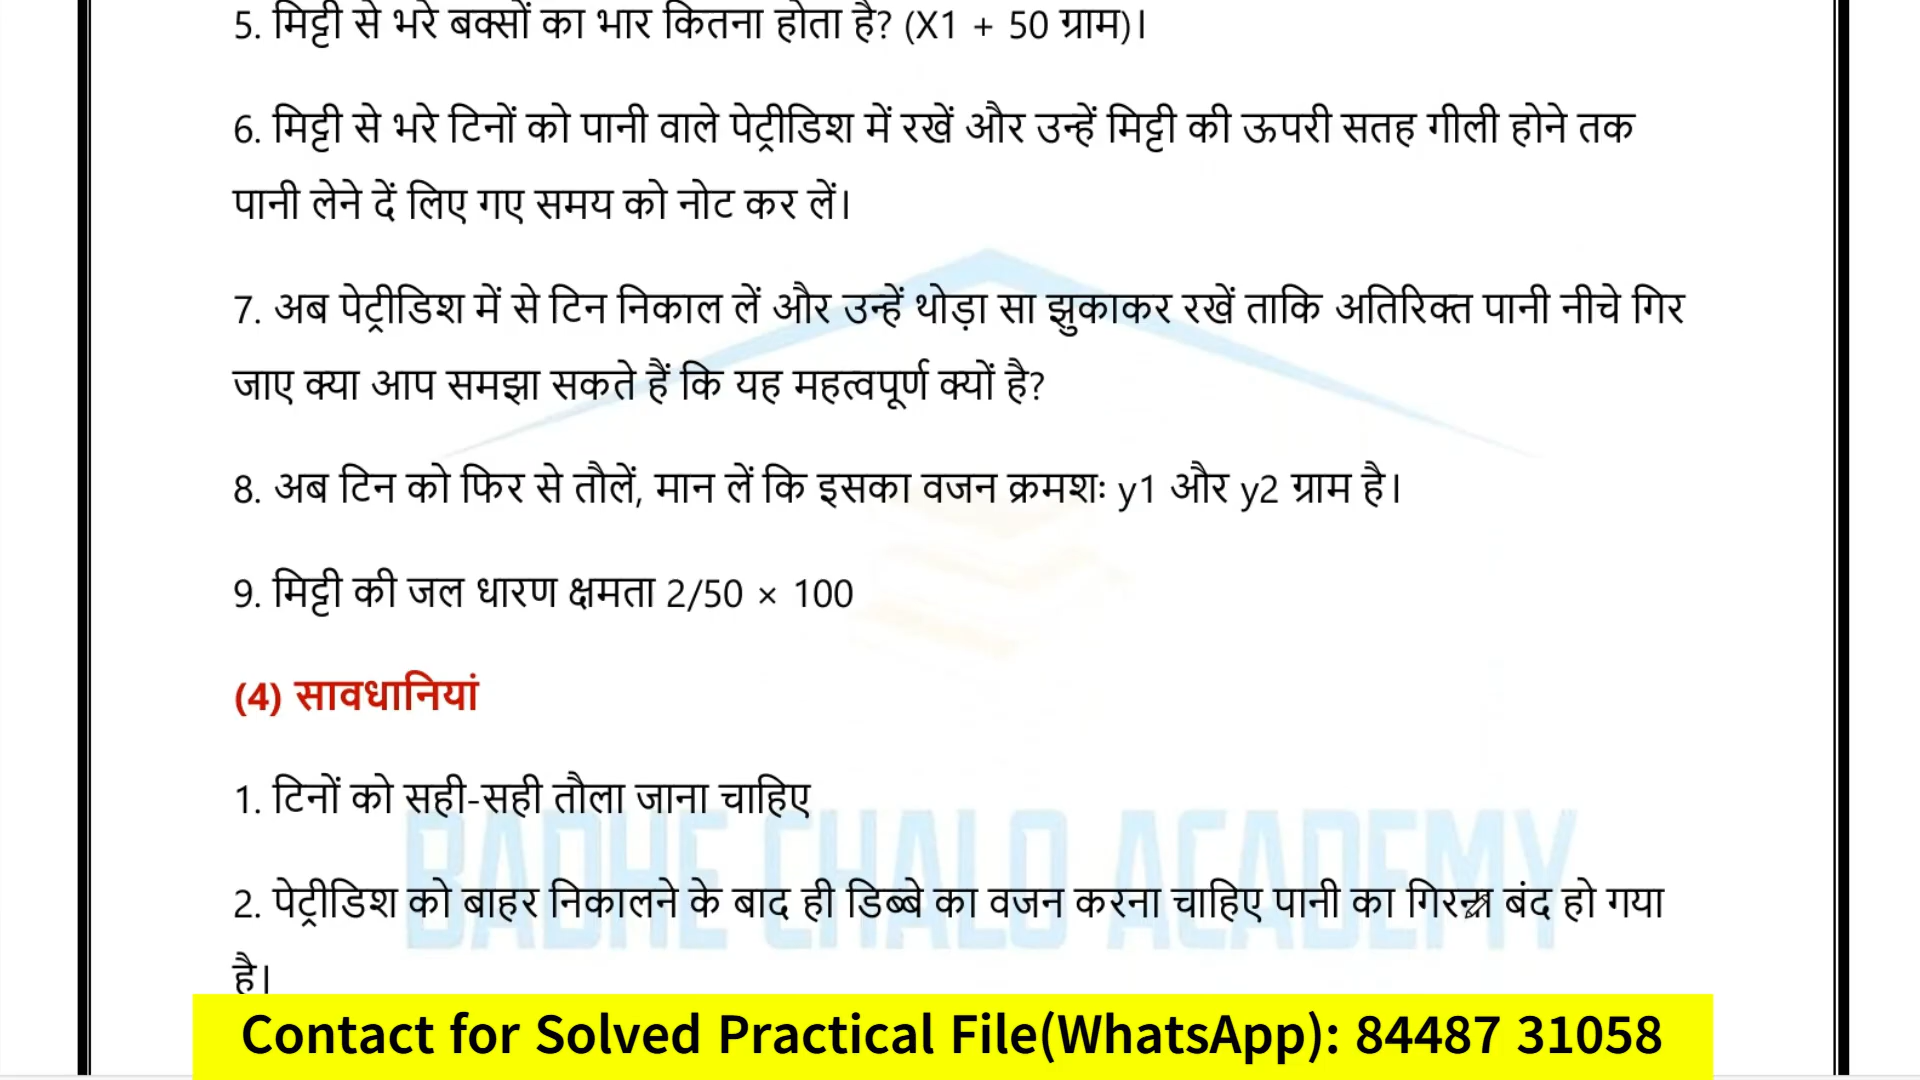 5. मिट्टी से भरे बक्सों का भार कितना होता है? (X1 + 50 ग्राम)।
6. मिट्टी से भरे टिनों को पानी वाले पेट्रीडिश में रखें और उन्हें मिट्टी की ऊपरी सतह गीली होने तक
पानी लेने दें लिए गए समय को नोट कर लें।
7. अब पेट्रीडिश में से टिन निकाल लें और उन्हें थोड़ा सा झुकाकर रखें ताकि अतिरिक्त पानी नीचे गिर
जाए क्या आप समझा सकते हैं कि यह महत्वपूर्ण क्यों है?
8. अब टिन को फिर से तौलें, मान लें कि इसका वजन क्रमशः y1 और y2 ग्राम है।
9. मिट्टी की जल धारण क्षमता 2/50 × 100
(4) सावधानियां
1. टिनों को सही-सही तौला जाना चाहिए
BADHE CHALO ACADEMY
2. पेट्रीडिश को बाहर निकालने के बाद ही डिब्बे का वजन करना चाहिए पानी का गिरना बंद हो गया
है।
Contact for Solved Practical File(WhatsApp): 84487 31058